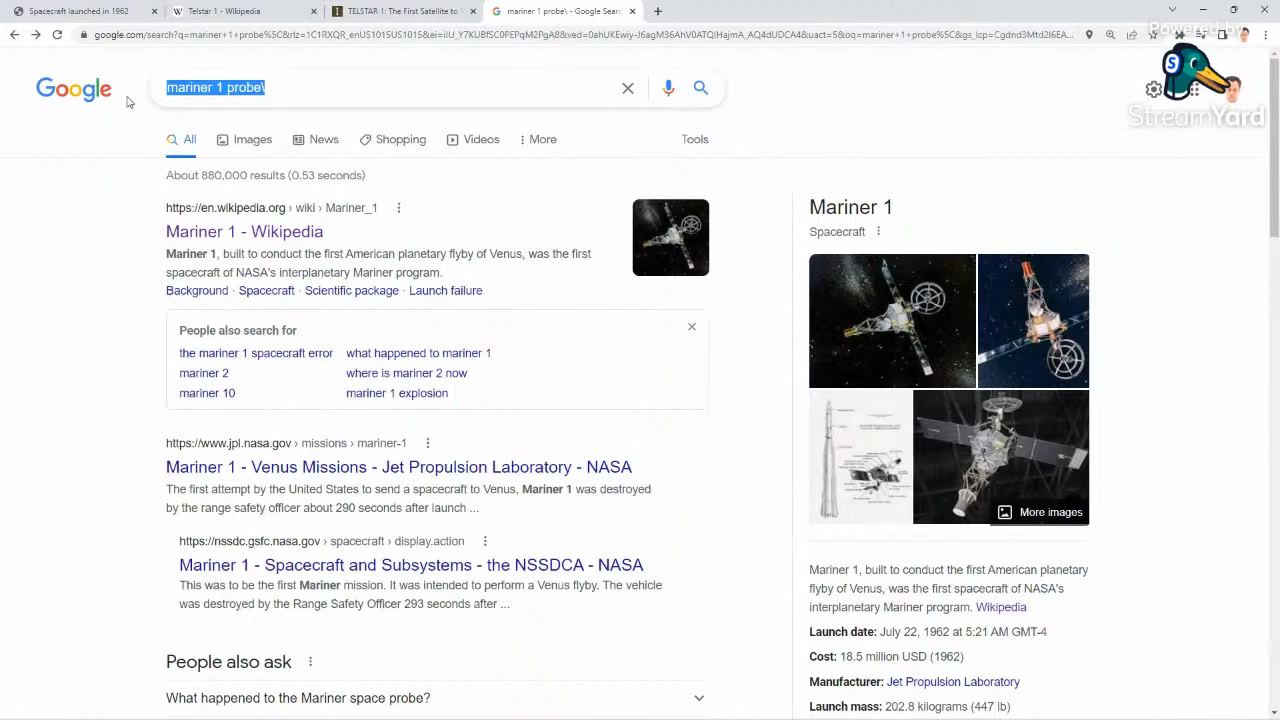 Spacecraft launched in 1962
Telstar 1 - Wikipedia
TELSTAR 1: The First Satellite to
mariner 1 probe\ - Google Sear
google.com/search?q=mariner+1+probe%5C&rlz=1C1RXQR_enUS1015US1015&ei=
Powered by
StreamYard
S
Google
mariner 1 probe\
All
Images
News
Shopping
Videos
More
Tools
About 880,000 results (0.53 seconds)
https://en.wikipedia.org › wiki › Mariner_1
Mariner 1 - Wikipedia
Mariner 1, built to conduct the first American planetary flyby of Venus, was the first
spacecraft of NASA's interplanetary Mariner program.
Background · Spacecraft · Scientific package · Launch failure
People also search for
the mariner 1 spacecraft error
what happened to mariner 1
mariner 2
where is mariner 2 now
mariner 10
mariner 1 explosion
https://www.jpl.nasa.gov › missions › mariner-1
Mariner 1 - Venus Missions - Jet Propulsion Laboratory - NASA
The first attempt by the United States to send a spacecraft to Venus, Mariner 1 was destroyed
by the range safety officer about 290 seconds after launch ...
https://nssdc.gsfc.nasa.gov › spacecraft › display.action
Mariner 1 - Spacecraft and Subsystems - the NSSDCA - NASA
This was to be the first Mariner mission. It was intended to perform a Venus flyby. The vehicle
was destroyed by the Range Safety Officer 293 seconds after ...
People also ask
What happened to the Mariner space probe?
Mariner 1
Spacecraft
More images
Mariner 1, built to conduct the first American planetary
flyby of Venus, was the first spacecraft of NASA's
interplanetary Mariner program. Wikipedia
Launch date: July 22, 1962 at 5:21 AM GMT-4
Cost: 18.5 million USD (1962)
Manufacturer: Jet Propulsion Laboratory
Launch mass: 202.8 kilograms (447 lb)